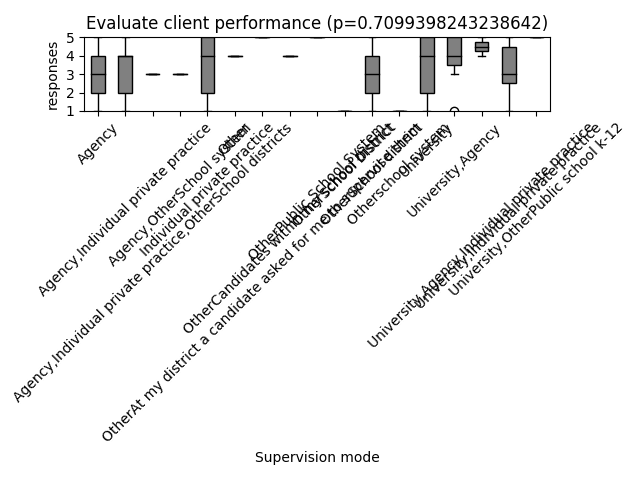 Evaluate client performance (p=0.7099398243238642)
responses
5
4
3
2
1
Agency
Agency,Individual private practice
Agency,Individual private practice,OtherSchool districts
Agency,OtherSchool system
Individual private practice
Other
OtherAt my district a candidate asked for me to supervise them
OtherCandidates within my school district
OtherPublic School System
OtherSchool District
OtherSchool district
Otherschool system
University
University,Agency
University,Agency,Individual private practice
University,Individual private practice
University,OtherPublic school k-12
Supervision mode